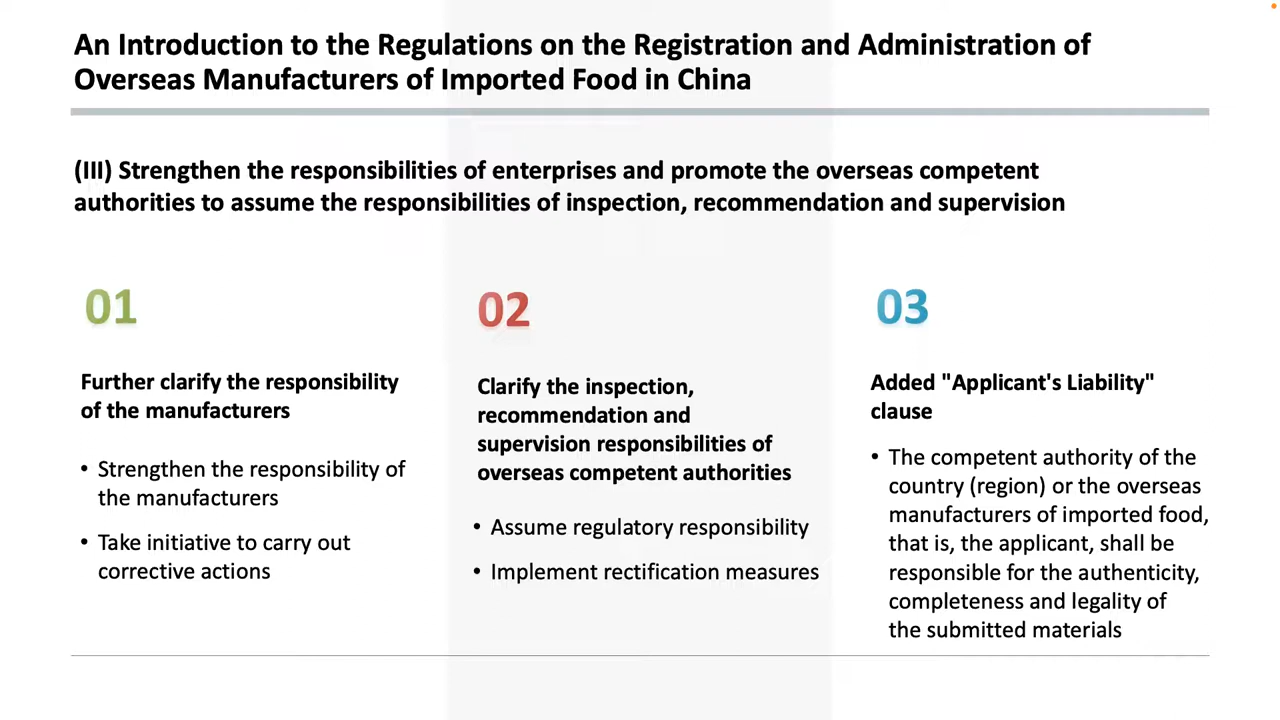 An Introduction to the Regulations on the Registration and Administration of
Overseas Manufacturers of Imported Food in China
(III) Strengthen the responsibilities of enterprises and promote the overseas competent
authorities to assume the responsibilities of inspection, recommendation and supervision
01
Further clarify the responsibility
of the manufacturers
• Strengthen the responsibility of
the manufacturers
• Take initiative to carry out
corrective actions
02
Clarify the inspection,
recommendation and
supervision responsibilities of
overseas competent authorities
• Assume regulatory responsibility
• Implement rectification measures
03
Added "Applicant's Liability"
clause
• The competent authority of the
country (region) or the overseas
manufacturers of imported food,
that is, the applicant, shall be
responsible for the authenticity,
completeness and legality of
the submitted materials